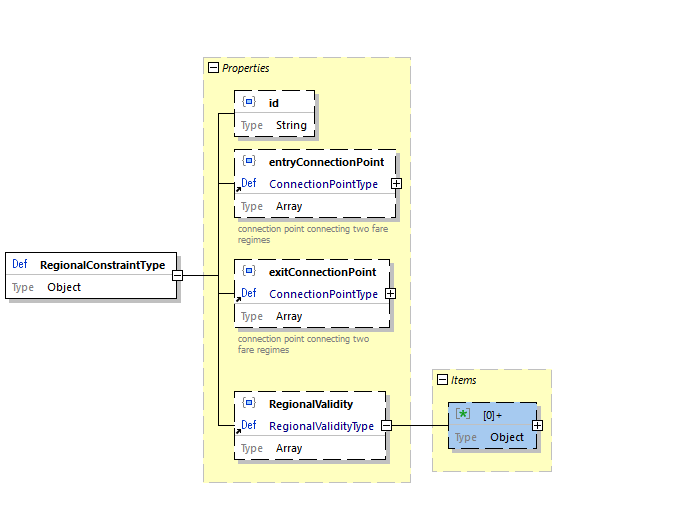 Properties
id
Type String
entryConnectionPoint
Def ConnectionPointType
Type Array
connection point connecting two fare
regimes
Def RegionalConstraintType
Type Object
exitConnectionPoint
Def ConnectionPointType
Type Array
connection point connecting two
fare regimes
RegionalValidity
Def RegionalValidityType
Type Array
Items
[0]+
Type Object